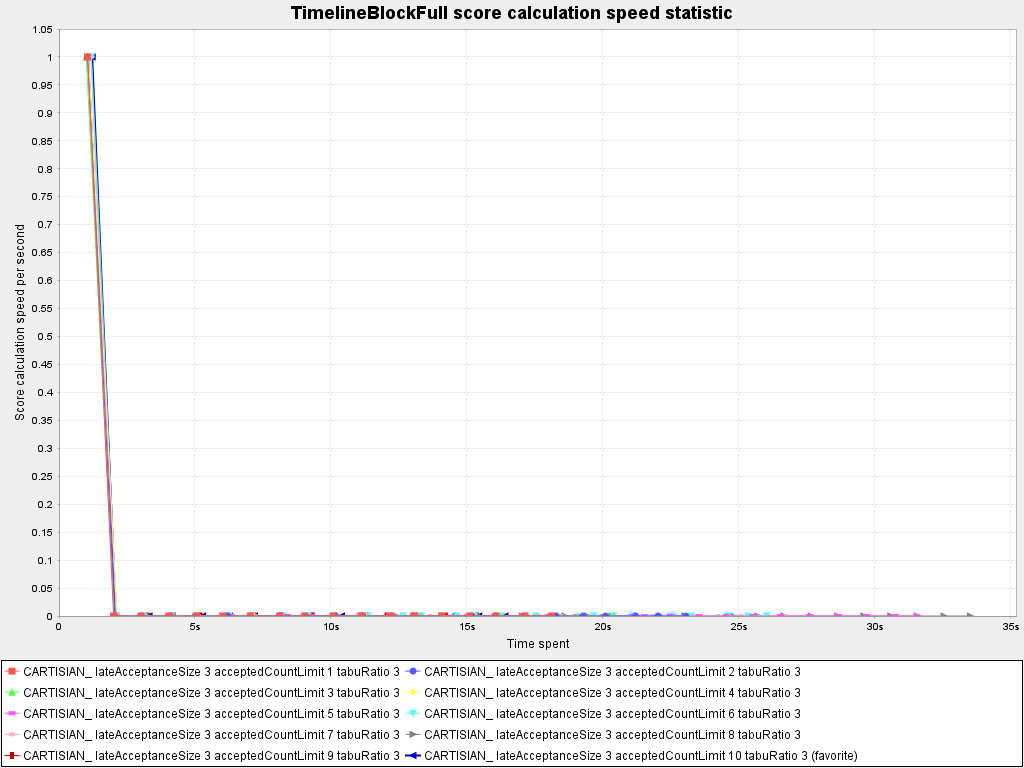 TimelineBlockFull score calculation speed statistic
1.05
1
0.95
0.9
0.85
0.8
0.75
0.7
0.65
0.6
0.55
0.5
0.45
0.4
0.35
0.3
0.25
0.2
0.15
0.1
0.05
0
Score calculation speed per second
0 5s 10s 15s 20s 25s 30s 35s
Time spent
CARTISIAN_ lateAcceptanceSize 3 acceptedCountLimit 1 tabuRatio 3 CARTISIAN_ lateAcceptanceSize 3 acceptedCountLimit 2 tabuRatio 3
CARTISIAN_ lateAcceptanceSize 3 acceptedCountLimit 3 tabuRatio 3 CARTISIAN_ lateAcceptanceSize 3 acceptedCountLimit 4 tabuRatio 3
CARTISIAN_ lateAcceptanceSize 3 acceptedCountLimit 5 tabuRatio 3 CARTISIAN_ lateAcceptanceSize 3 acceptedCountLimit 6 tabuRatio 3
CARTISIAN_ lateAcceptanceSize 3 acceptedCountLimit 7 tabuRatio 3 CARTISIAN_ lateAcceptanceSize 3 acceptedCountLimit 8 tabuRatio 3
CARTISIAN_ lateAcceptanceSize 3 acceptedCountLimit 9 tabuRatio 3 CARTISIAN_ lateAcceptanceSize 3 acceptedCountLimit 10 tabuRatio 3 (favorite)